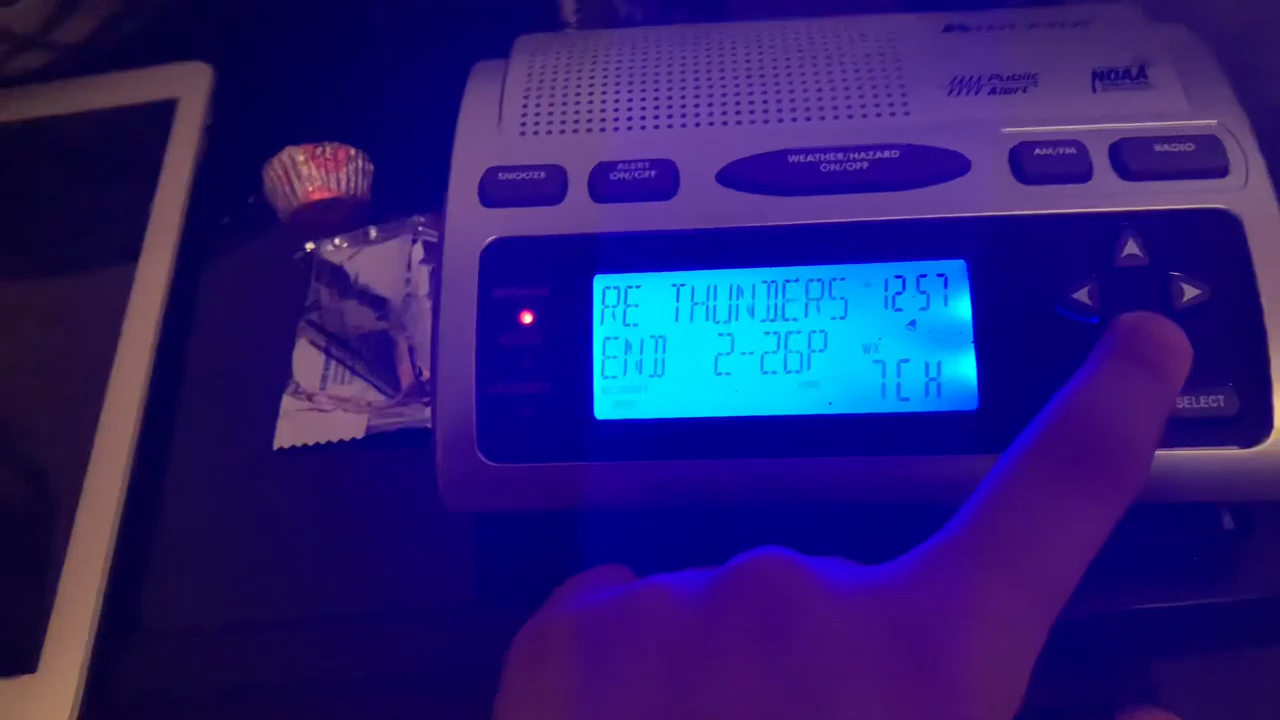 Public
Alert
NOAA
SNOOZE
ALERT
ON/OFF
WEATHER/HAZARD
ON/OFF
AM/FM
RADIO
RE THUNDERS 12:57
END 2-26P
WX
7CH
SELECT